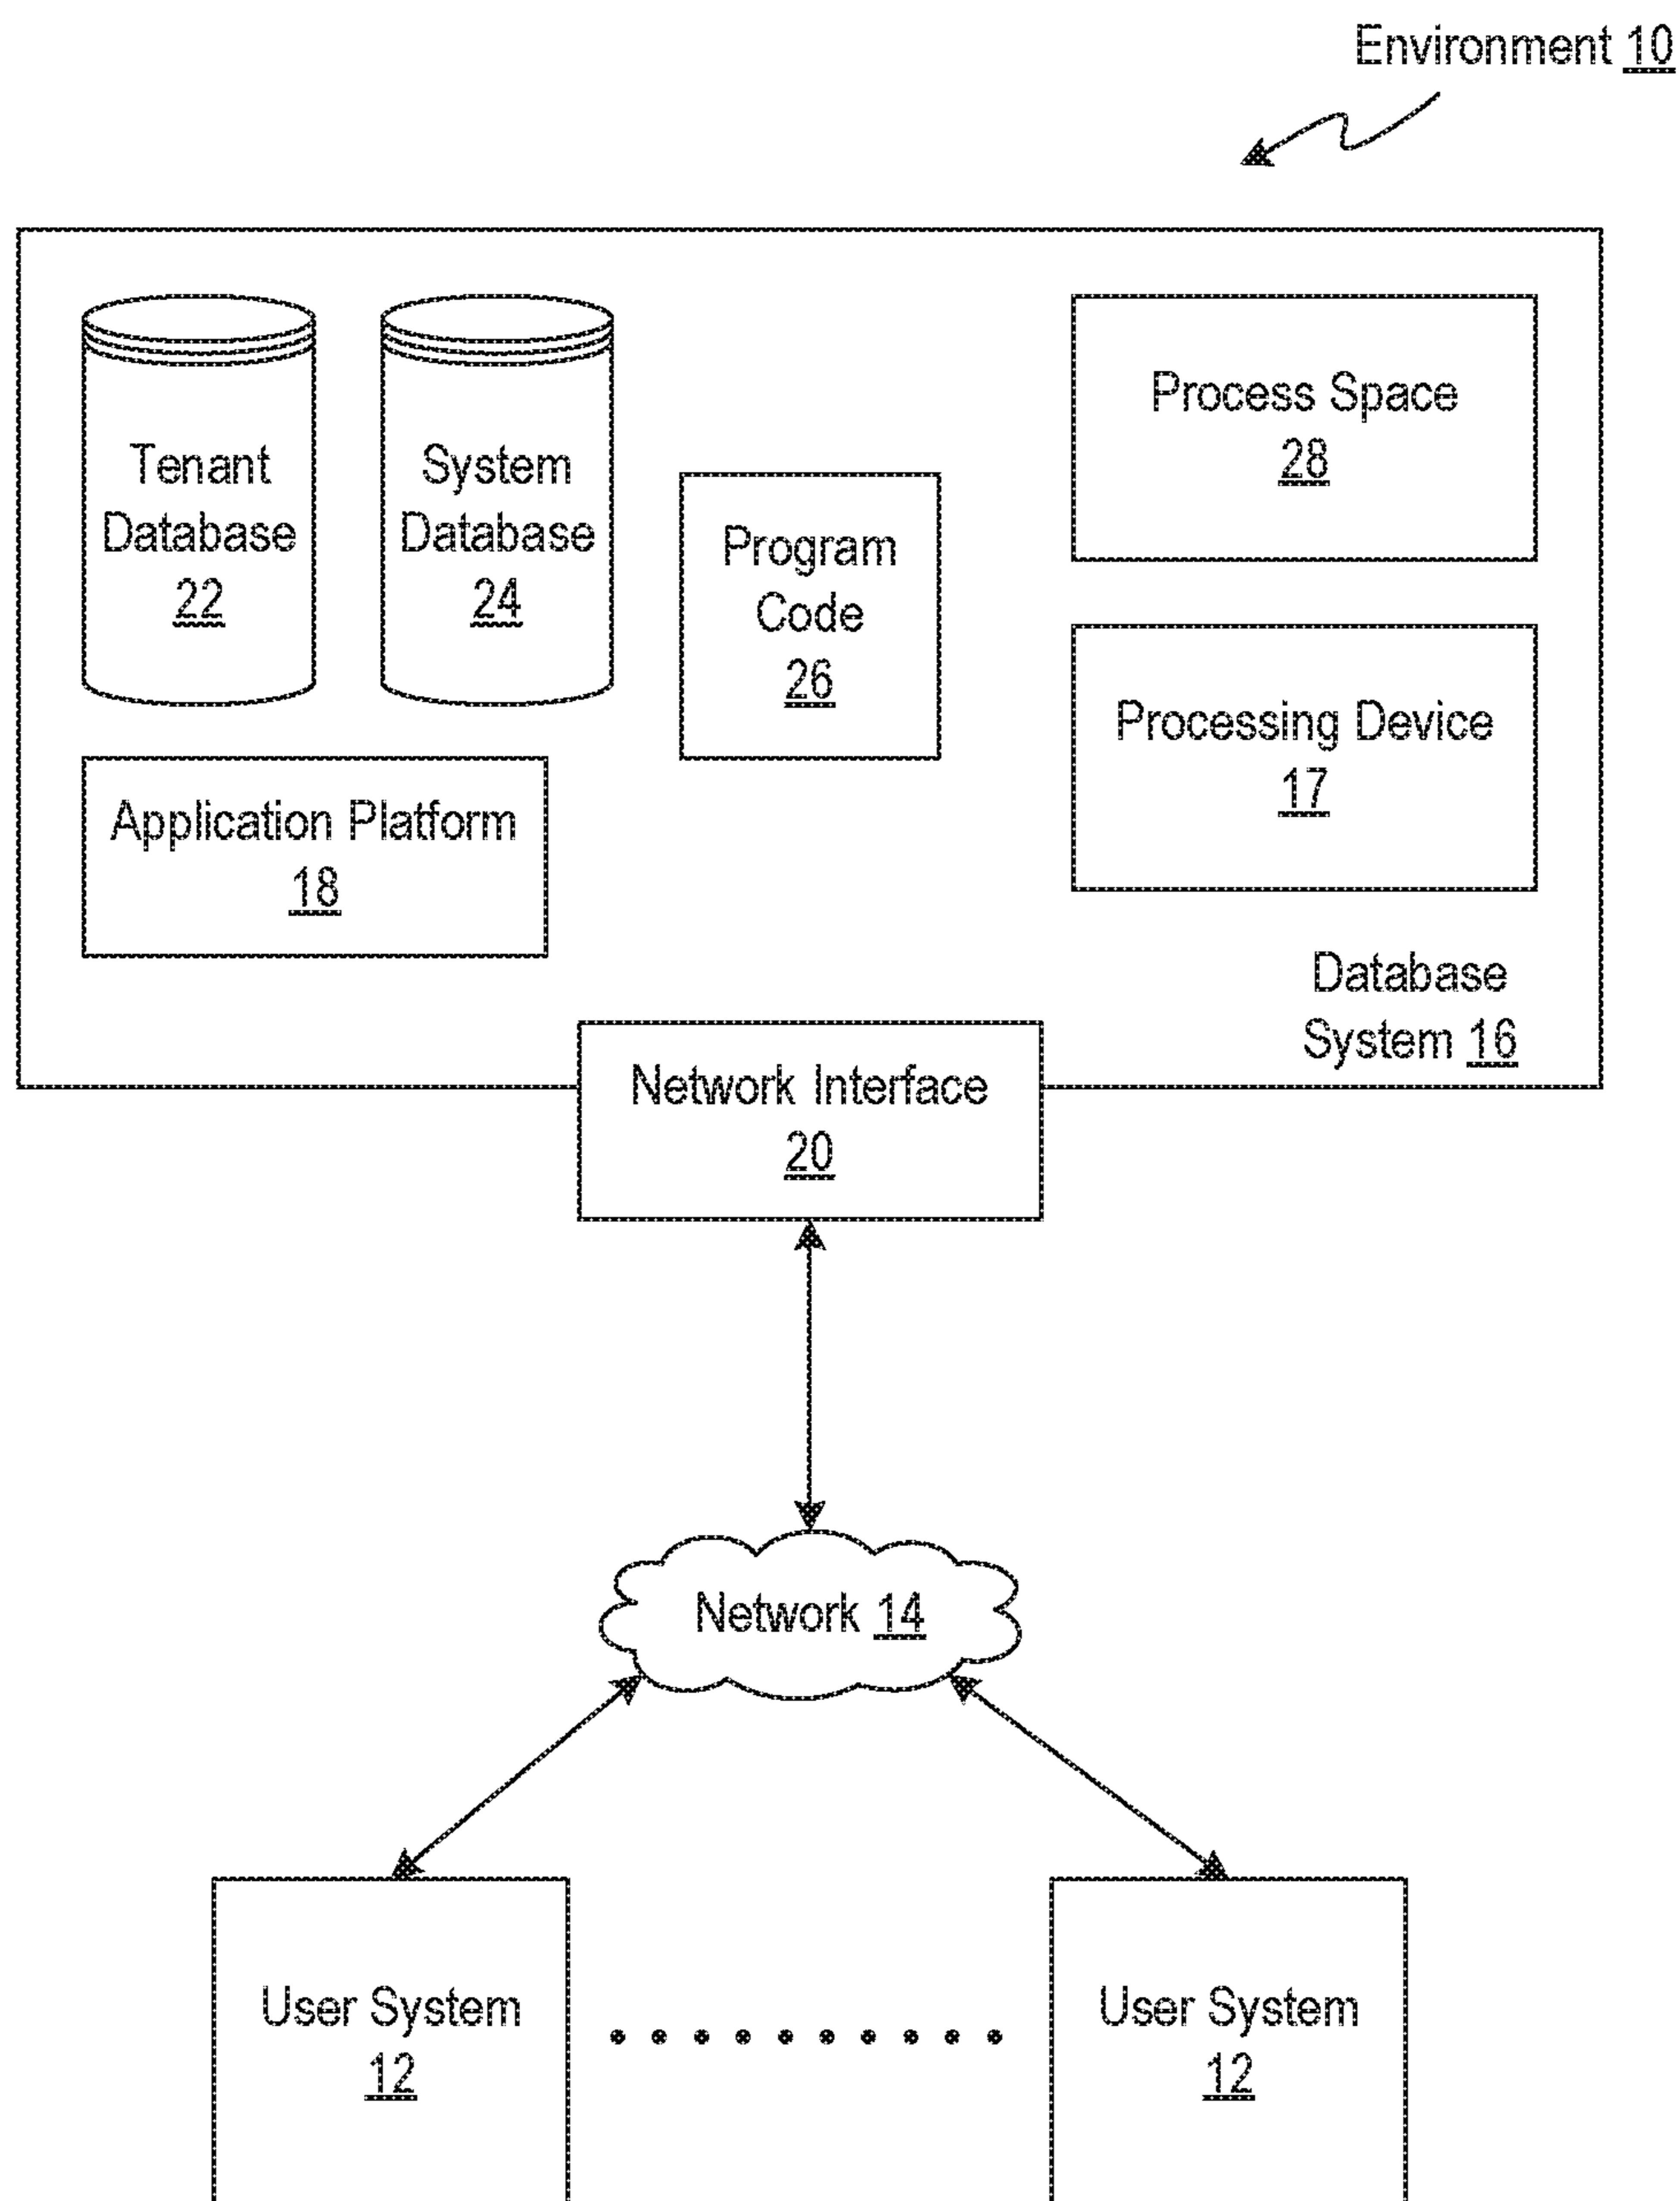 Environment 10
Tenant
Database
22
System
Database
24
Program
Code
26
Process Space
28
Processing Device
17
Application Platform
18
Database
System 16
Network Interface
20
Network 14
User System
12
User System
12